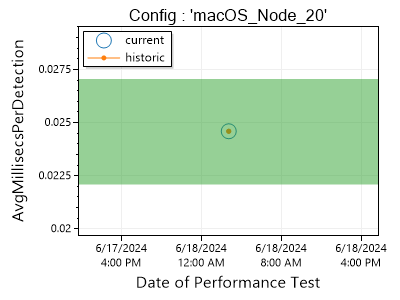 Config : 'macOS_Node_20'
current
historic
AvgMillisecsPerDetection
0.0275
0.025
0.0225
0.02
6/17/2024 6/18/2024 6/18/2024 6/18/2024
4:00 PM 12:00 AM 8:00 AM 4:00 PM
Date of Performance Test